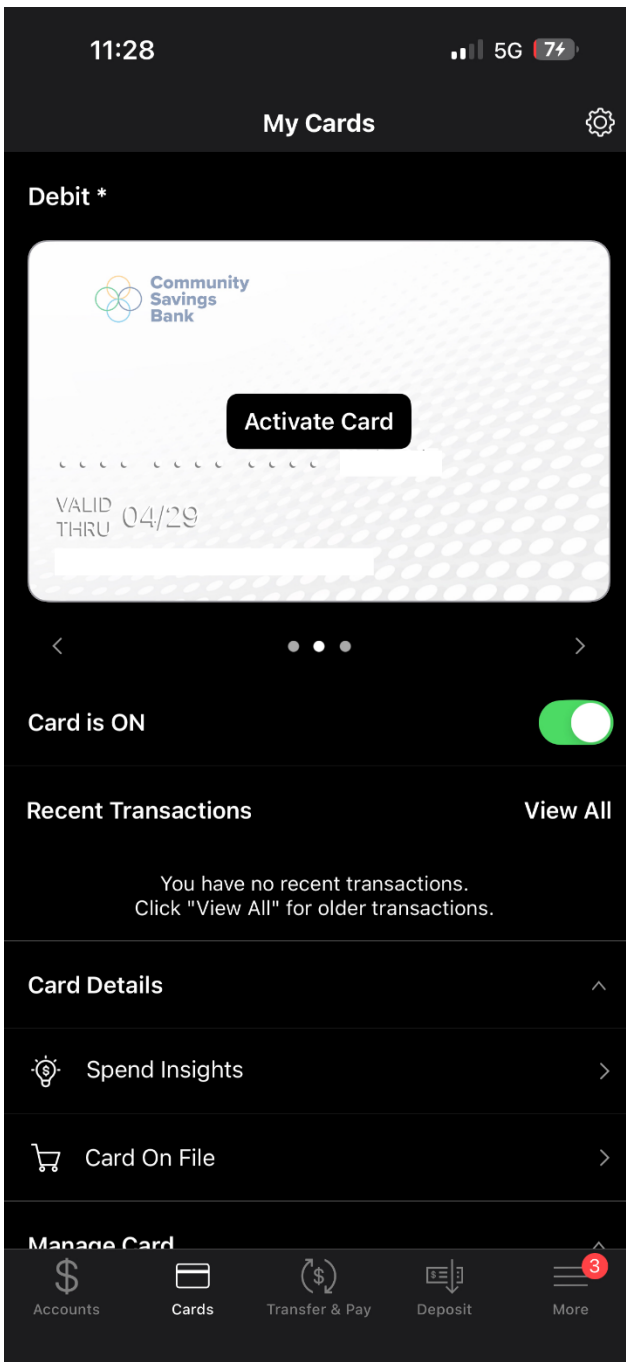 11:28 5G 7
My Cards
Debit *
Community
Savings
Bank
Activate Card
VALID
THRU 04/29
Card is ON
Recent Transactions View All
You have no recent transactions.
Click "View All" for older transactions.
Card Details
Spend Insights
Card On File
Manage Card
3
Accounts Cards Transfer & Pay Deposit More